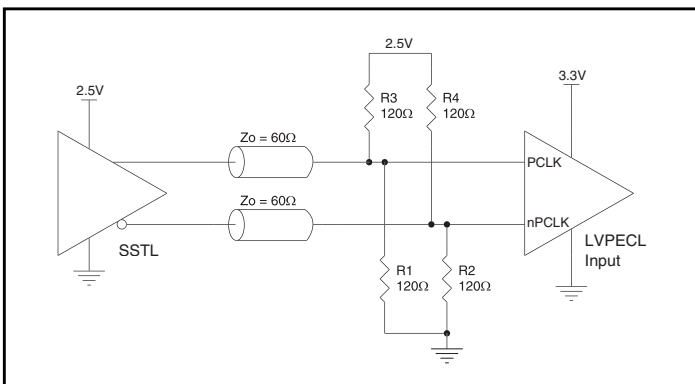 2.5V
2.5V
3.3V
R3
120Ω
R4
120Ω
Zo = 60Ω
PCLK
Zo = 60Ω
nPCLK
SSTL
LVPECL
Input
R1
120Ω
R2
120Ω